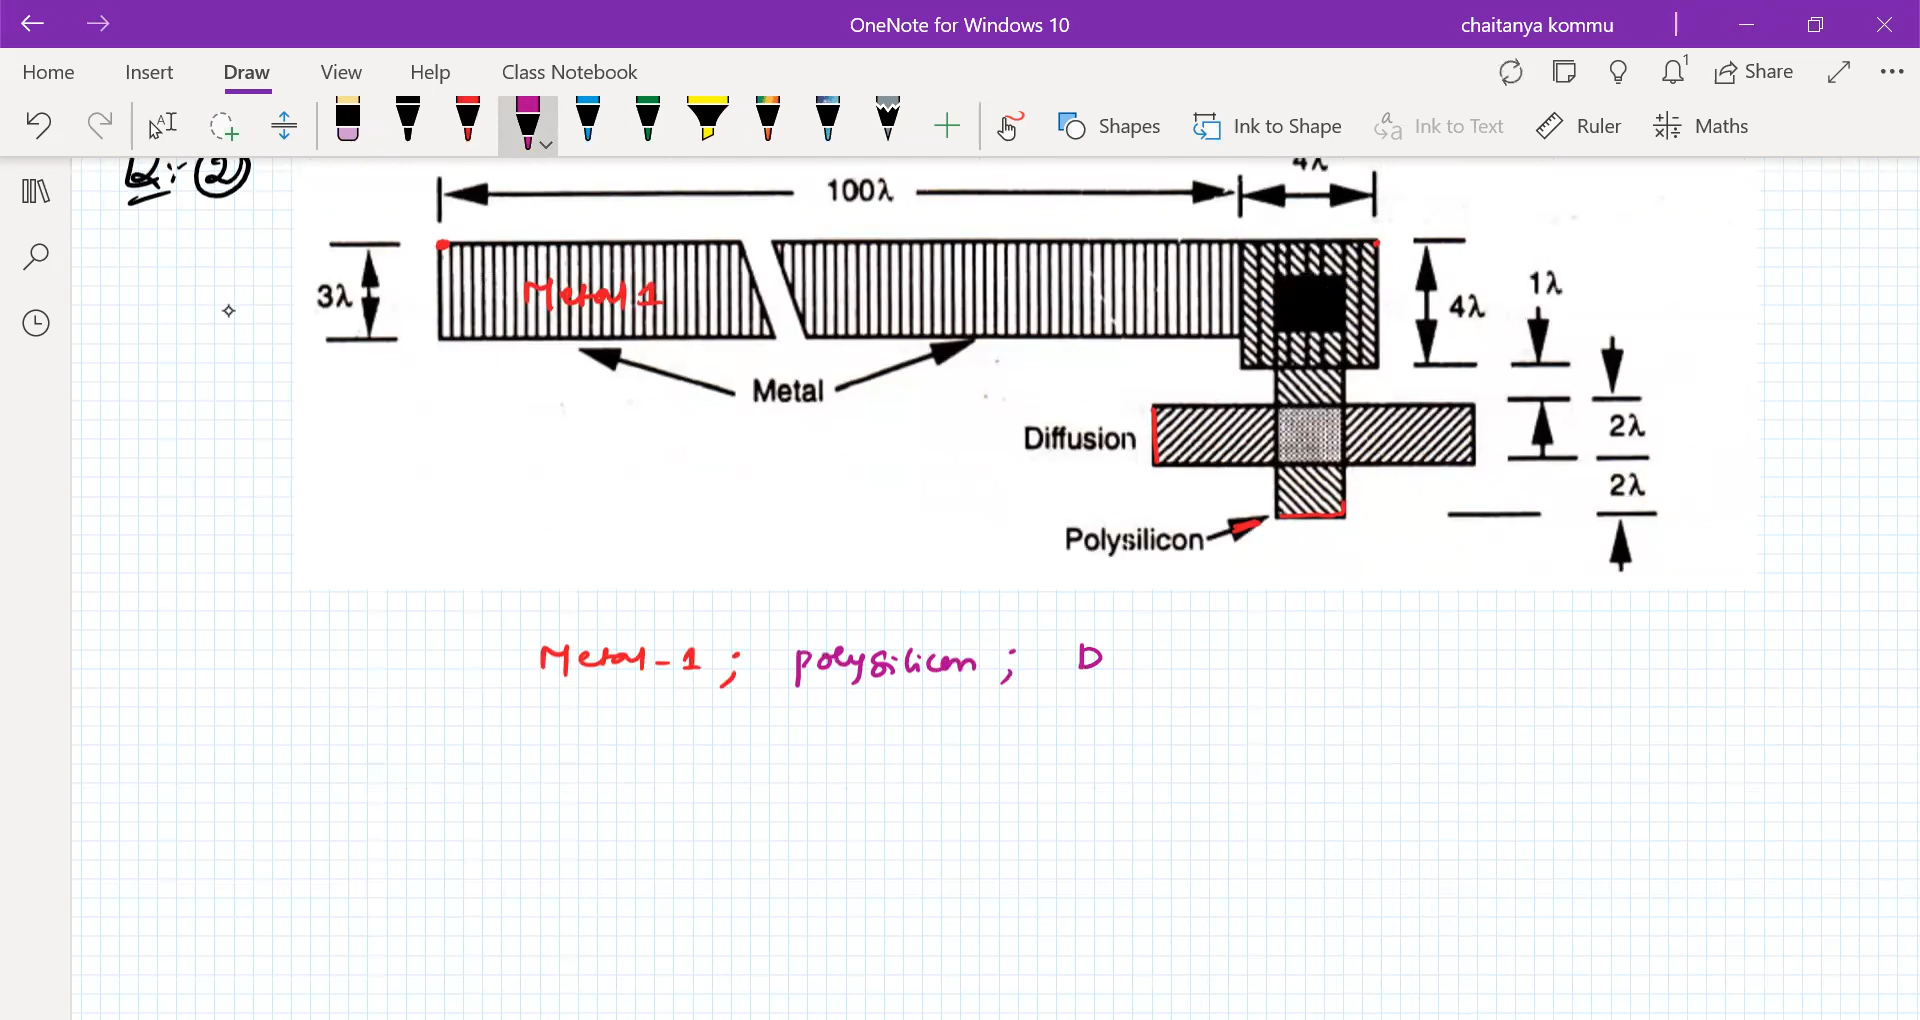 OneNote for Windows 10
chaitanya kommu
Home Insert Draw View Help Class Notebook
1
Share
Shapes Ink to Shape Ink to Text Ruler Maths
Q:- 2
100λ
4λ
3λ
Metal 1
4λ
1λ
Metal
Diffusion
2λ
2λ
Polysilicon
Metal-1 ; polysilicon ; D